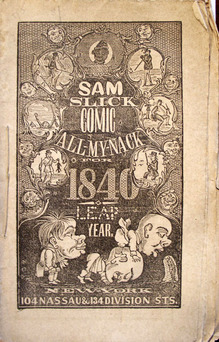 SAM
SLICK
COMIC
ALL-MY-NACK
FOR
1840
LEAP
YEAR.
NEW-YORK
104 NASSAU & 134 DIVISION-STS.